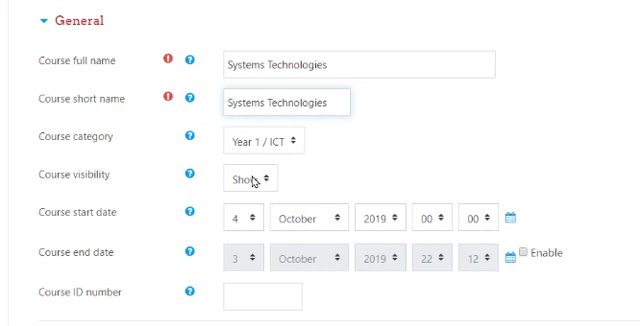 General
Course full name Systems Technologies
Course short name Systems Technologies
Course category Year 1 / ICT
Course visibility Show
Course start date 4 October 2019 00 00
Course end date 3 October 2019 22 12 Enable
Course ID number